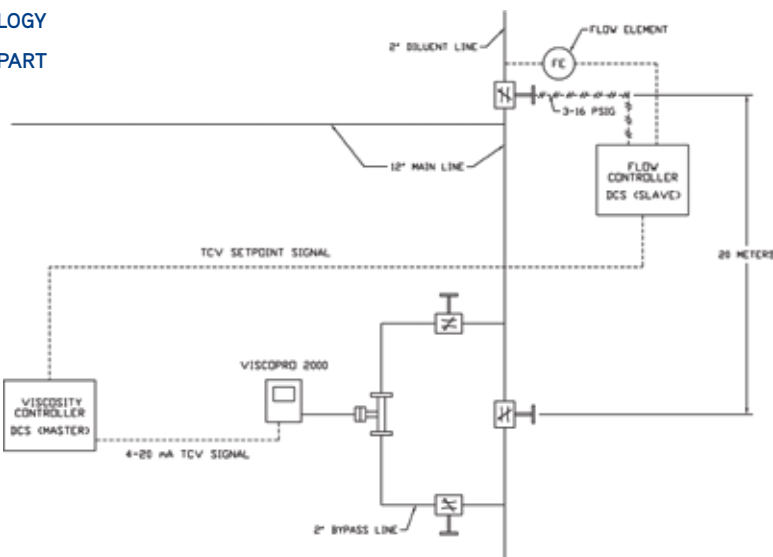 LOGY
PART
2" DILUENT LINE
FLOW ELEMENT
FE
3-16 PSIG
12" MAIN LINE
FLOW
CONTROLLER
DCS (SLAVE)
TCV SETPOINT SIGNAL
20 METERS
VISCOPRO 2000
VISCOSITY
CONTROLLER
DCS (MASTER)
4-20 mA TCV SIGNAL
2" BYPASS LINE